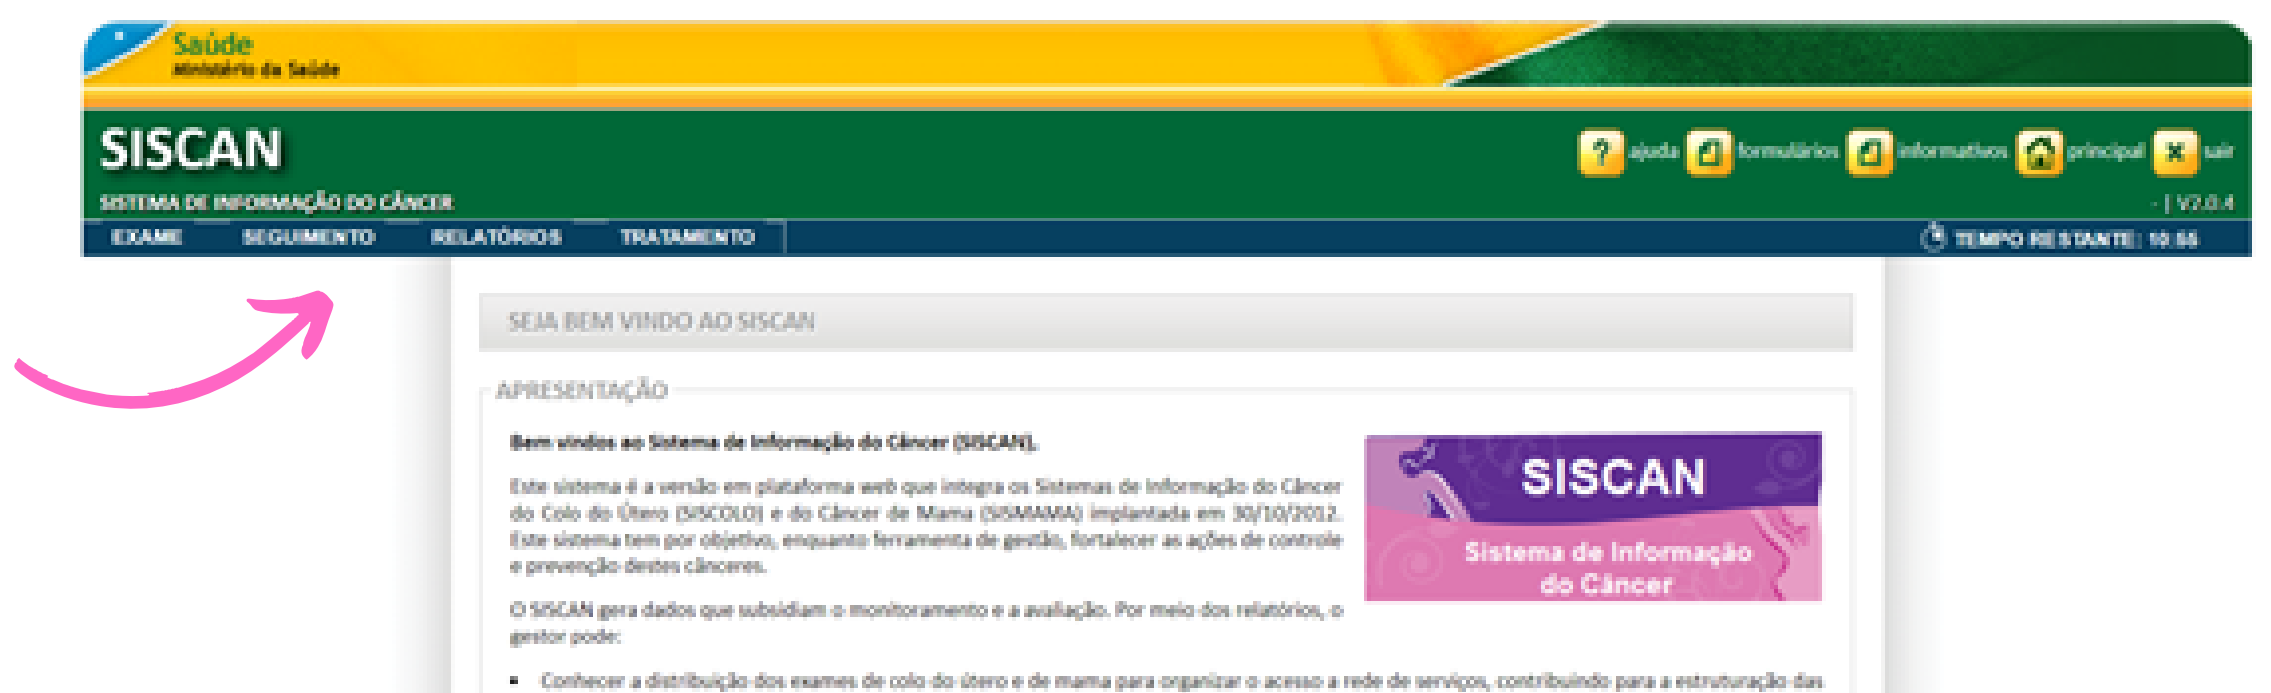 Saúde
Ministério da Saúde
SISCAN
ajuda formulários informativos principal sair
SISTEMA DE INFORMAÇÃO DO CÂNCER
- | V2.0.4
EXAME SEGUIMENTO RELATÓRIOS TRATAMENTO TEMPO RESTANTE: 10:55
SEJA BEM VINDO AO SISCAN
APRESENTAÇÃO
Bem vindos ao Sistema de Informação do Câncer (SISCAN).
Este sistema é a versão em plataforma web que integra os Sistemas de Informação do Câncer
do Colo do Útero (SISCOLO) e do Câncer de Mama (SISMAMA) implantada em 30/10/2012.
Este sistema tem por objetivo, enquanto ferramenta de gestão, fortalecer as ações de controle
e prevenção destes cânceres.
SISCAN
Sistema de Informação
do Câncer
O SISCAN gera dados que subsidiam o monitoramento e a avaliação. Por meio dos relatórios, o
gestor pode:
• Conhecer a distribuição dos exames de colo do útero e de mama para organizar o acesso a rede de serviços, contribuindo para a estruturação das